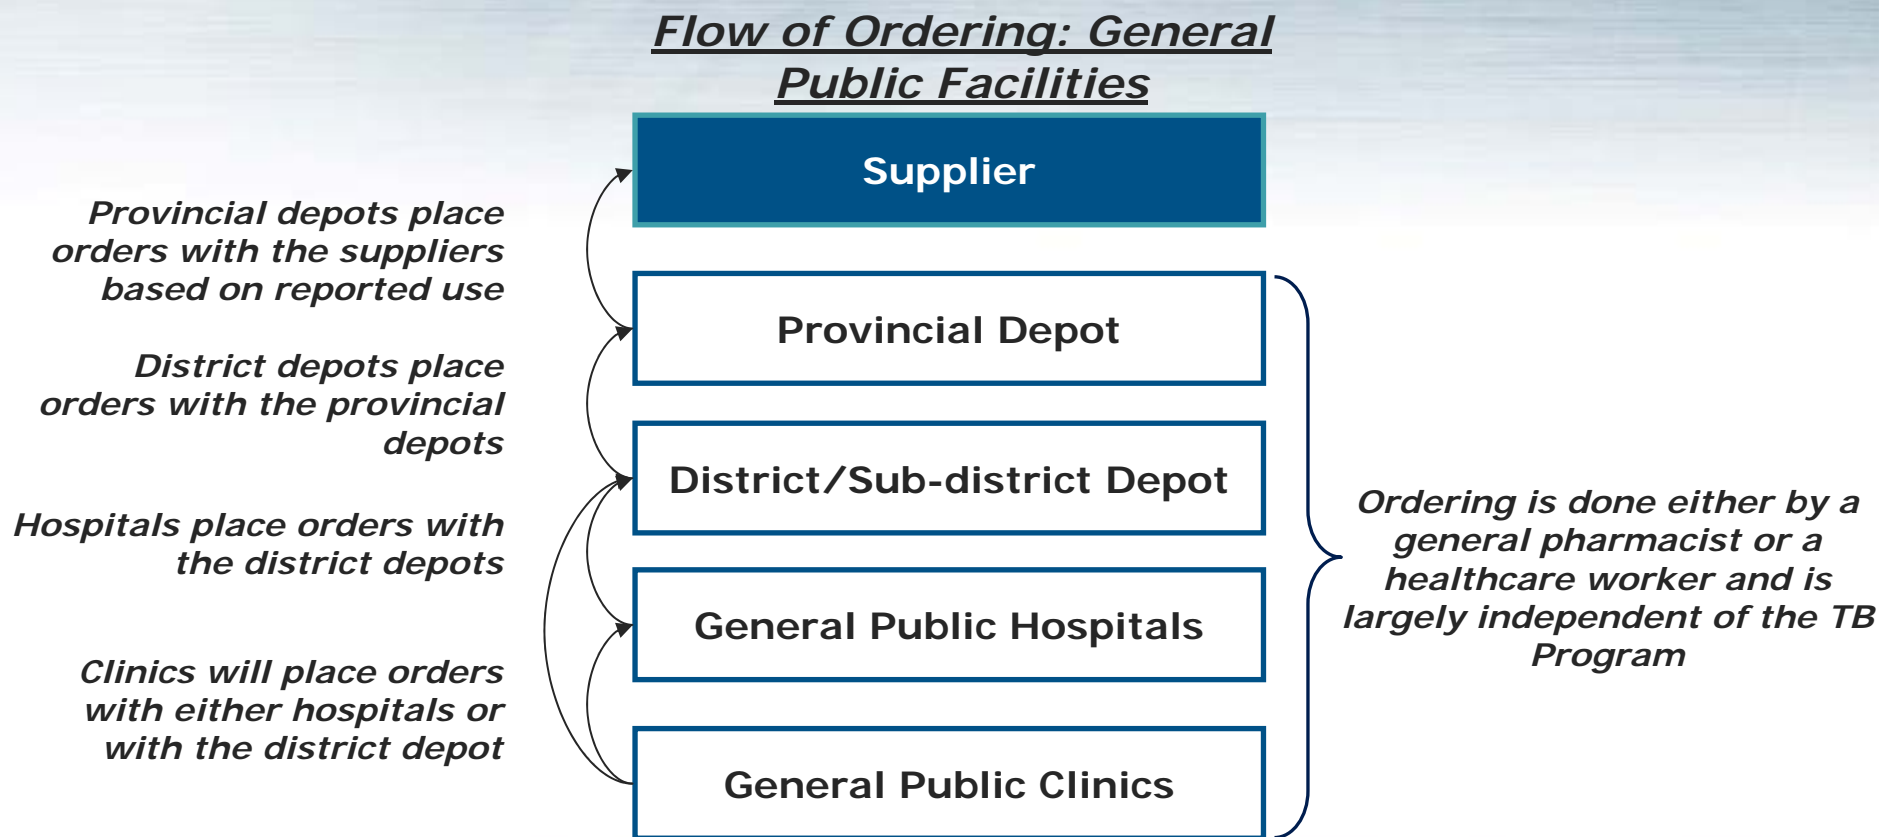 Flow of Ordering: General
Public Facilities
Supplier
Provincial depots place
orders with the suppliers
based on reported use
Provincial Depot
District depots place
orders with the provincial
depots
District/Sub-district Depot
Hospitals place orders with
the district depots
General Public Hospitals
Clinics will place orders
with either hospitals or
with the district depot
General Public Clinics
Ordering is done either by a
general pharmacist or a
healthcare worker and is
largely independent of the TB
Program